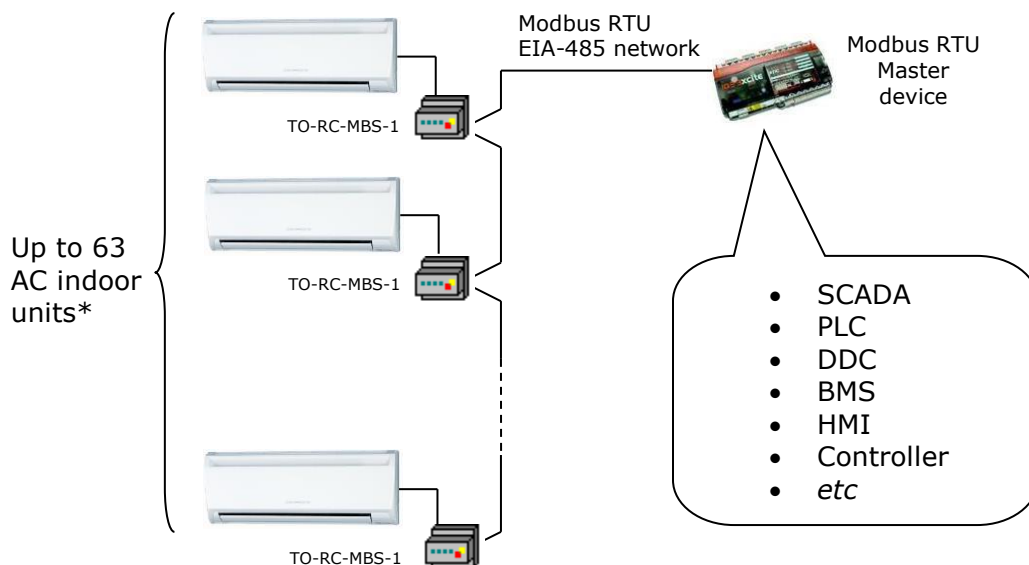 Modbus RTU
EIA-485 network
Modbus RTU
Master
device
TO-RC-MBS-1
TO-RC-MBS-1
Up to 63
AC indoor
units*
• SCADA
• PLC
• DDC
• BMS
• HMI
• Controller
• etc
TO-RC-MBS-1